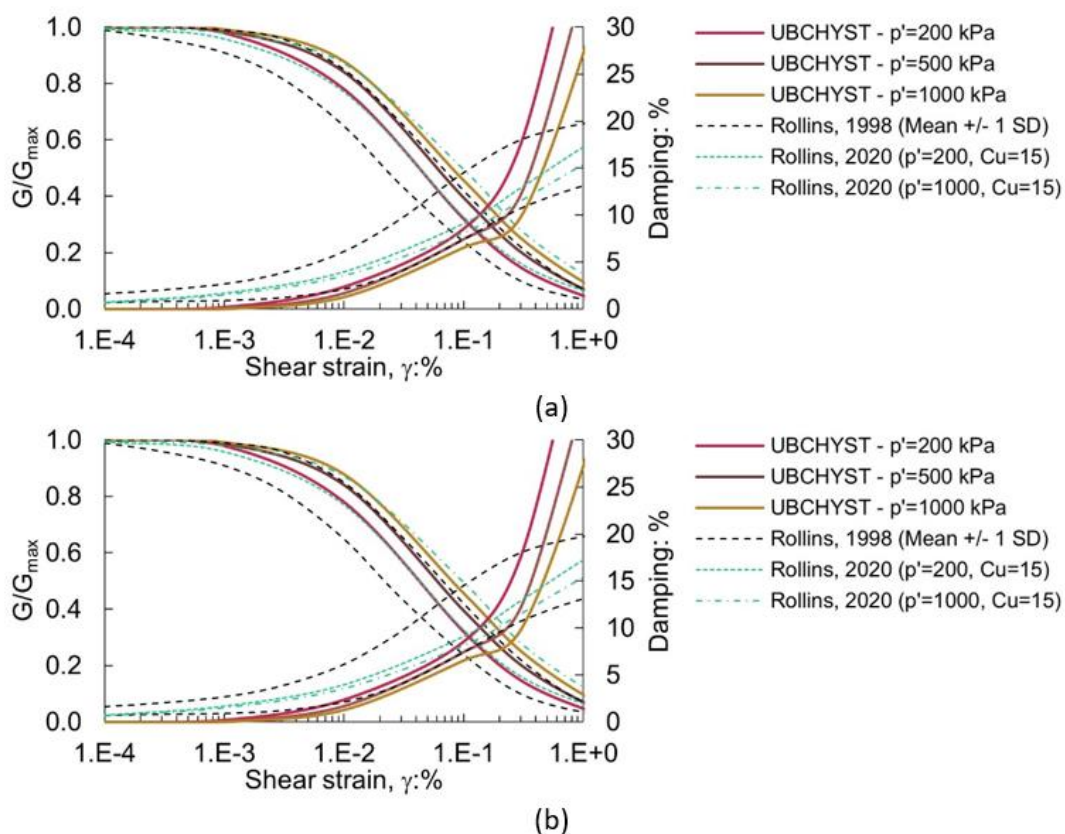 1.0
0.8
0.6
0.4
0.2
0.0
G/Gmax
30
25
20
15
10
5
0
Damping: %
1.E-4 1.E-3 1.E-2 1.E-1 1.E+0
Shear strain, γ:%
UBCHYST - p'=200 kPa
UBCHYST - p'=500 kPa
UBCHYST - p'=1000 kPa
Rollins, 1998 (Mean +/- 1 SD)
Rollins, 2020 (p'=200, Cu=15)
Rollins, 2020 (p'=1000, Cu=15)
(a)
1.0
0.8
0.6
0.4
0.2
0.0
G/Gmax
30
25
20
15
10
5
0
Damping: %
1.E-4 1.E-3 1.E-2 1.E-1 1.E+0
Shear strain, γ:%
UBCHYST - p'=200 kPa
UBCHYST - p'=500 kPa
UBCHYST - p'=1000 kPa
Rollins, 1998 (Mean +/- 1 SD)
Rollins, 2020 (p'=200, Cu=15)
Rollins, 2020 (p'=1000, Cu=15)
(b)